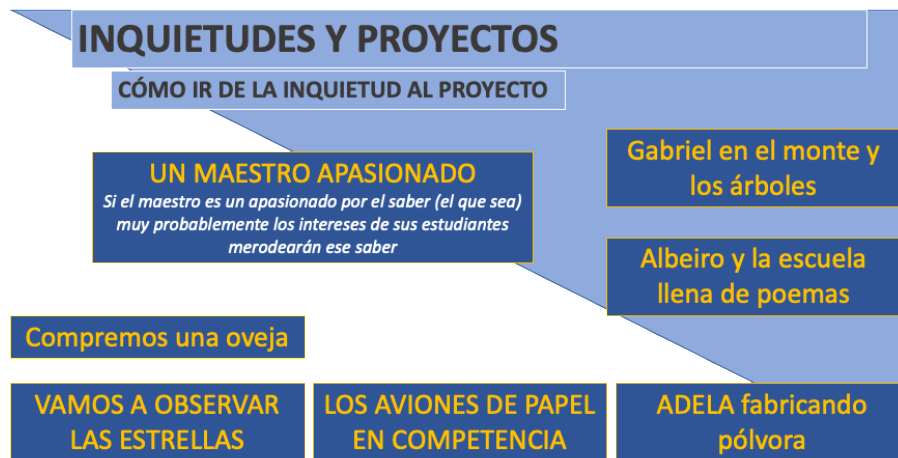 INQUIETUDES Y PROYECTOS
CÓMO IR DE LA INQUIETUD AL PROYECTO
UN MAESTRO APASIONADO
Si el maestro es un apasionado por el saber (el que sea)
muy probablemente los intereses de sus estudiantes
merodearán ese saber
Gabriel en el monte y
los árboles
Albeiro y la escuela
llena de poemas
Compremos una oveja
VAMOS A OBSERVAR
LAS ESTRELLAS
LOS AVIONES DE PAPEL
EN COMPETENCIA
ADELA fabricando
pólvora